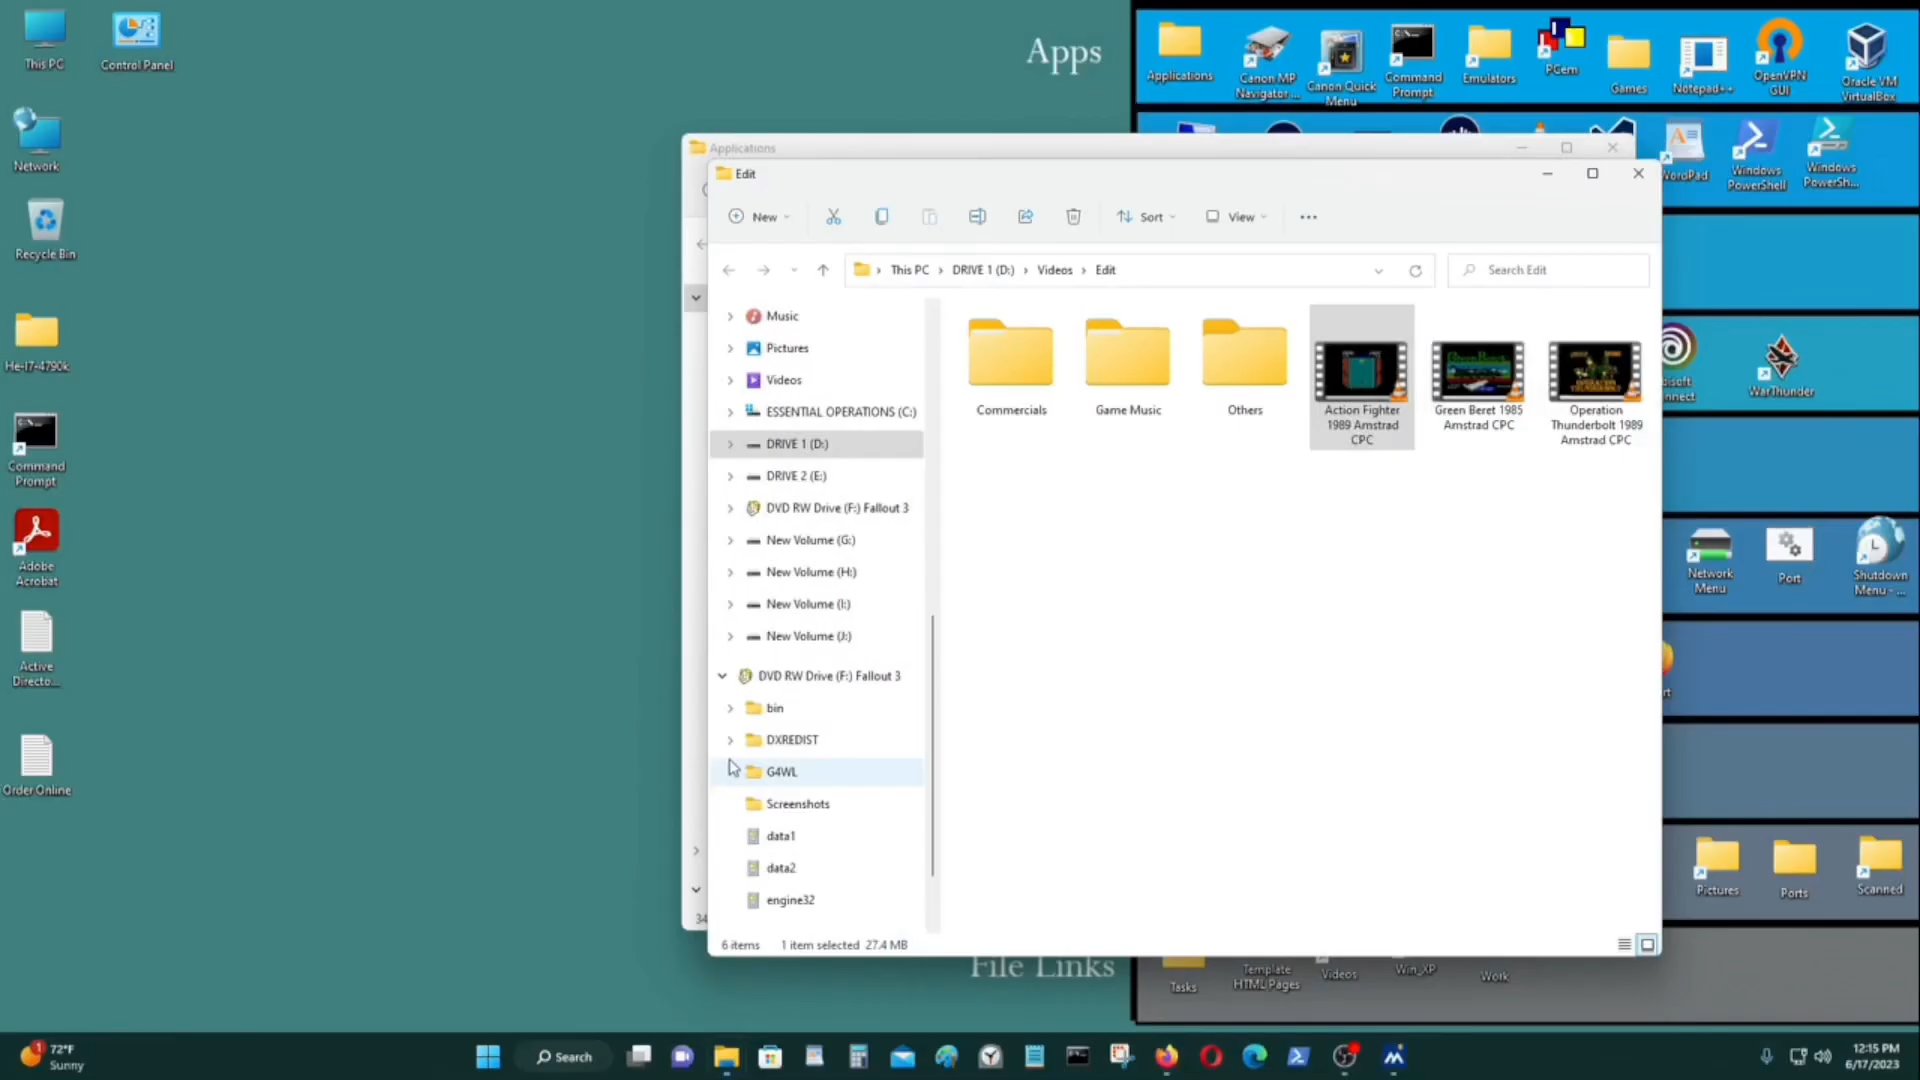 This PC
Control Panel
Network
Recycle Bin
He-I7-4790k
Command
Prompt
Adobe
Acrobat
Active
Directo...
Order Online
Apps
Applications
Canon MP
Navigator ...
Canon Quick
Menu
Command
Prompt
Emulators
PCem
Games
Notepad++
OpenVPN
GUI
Oracle VM
VirtualBox
WordPad
Windows
PowerShell
Windows
PowerSh...
WarThunder
Network
Menu
Port
Shutdown
Menu - ...
Pictures
Ports
Scanned
Applications
Edit
New
Sort
View
This PC
DRIVE 1 (D:)
Videos
Edit
Search Edit
Music
Pictures
Videos
ESSENTIAL OPERATIONS (C:)
DRIVE 1 (D:)
DRIVE 2 (E:)
DVD RW Drive (F:) Fallout 3
New Volume (G:)
New Volume (H:)
New Volume (I:)
New Volume (J:)
DVD RW Drive (F:) Fallout 3
bin
DXREDIST
G4WL
Screenshots
data1
data2
engine32
Commercials
Game Music
Others
Action Fighter
1989 Amstrad
CPC
Green Beret 1985
Amstrad CPC
Operation
Thunderbolt 1989
Amstrad CPC
34
6 items
1 item selected 27.4 MB
File Links
Tasks
Template
HTML Pages
Videos
Win_XP
Work
1
72°F
Sunny
Search
12:15 PM
6/17/2023